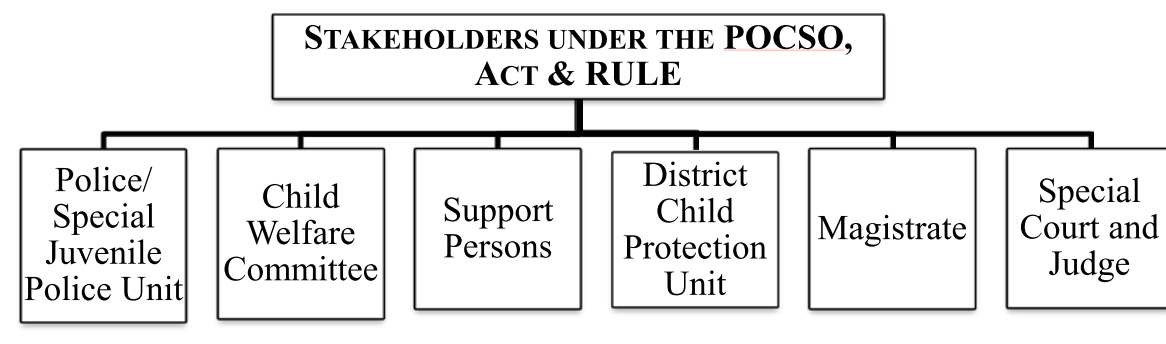 STAKEHOLDERS UNDER THE POCSO,
ACT & RULE
Police/
Special
Juvenile
Police Unit
Child
Welfare
Committee
Support
Persons
District
Child
Protection
Unit
Magistrate
Special
Court and
Judge